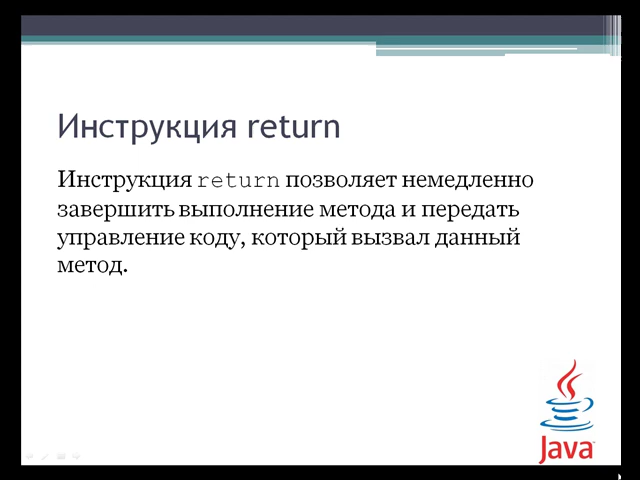 Инструкция return
Инструкция return позволяет немедленно
завершить выполнение метода и передать
управление коду, который вызвал данный
метод.
Java